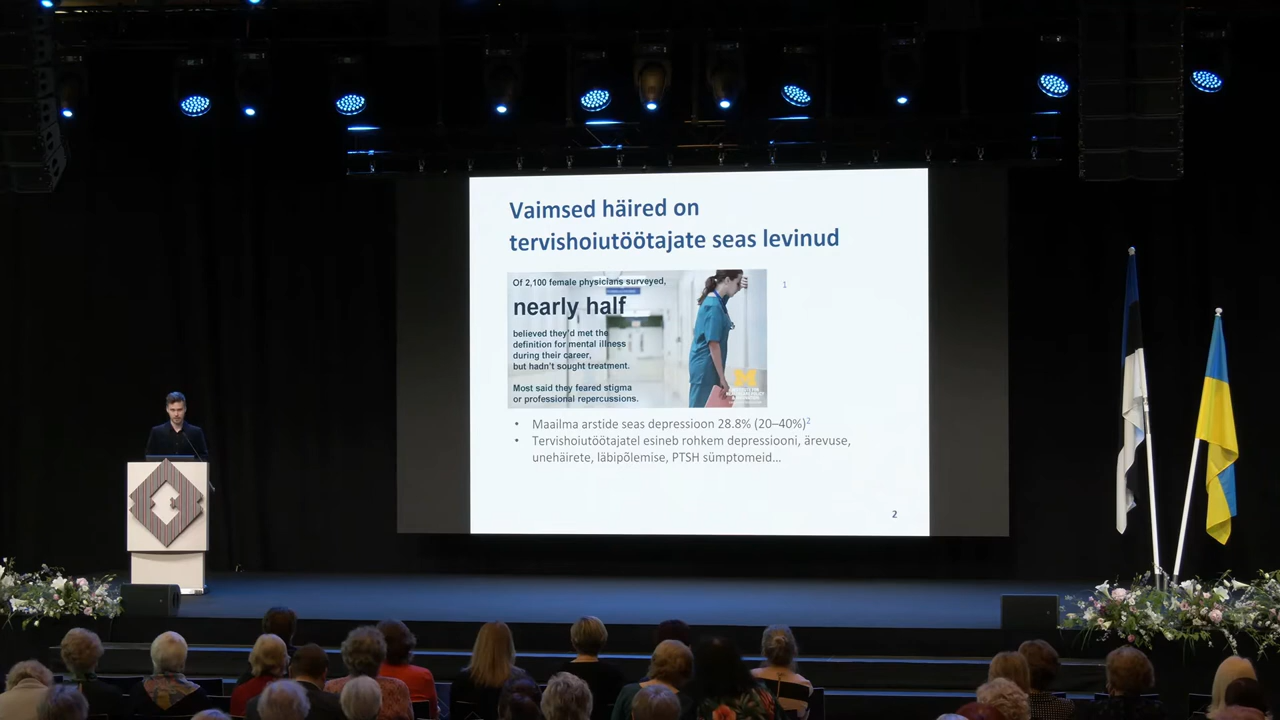 Vaimsed häired on
tervishoiutöötajate seas levinud
Of 2,100 female physicians surveyed,
nearly half
believed they'd met the
definition for mental illness
during their career,
but hadn't sought treatment.
Most said they feared stigma
or professional repercussions.
1
M
• Maailma arstide seas depressioon 28.8% (20–40%)2
• Tervishoiutöötajatel esineb rohkem depressiooni, ärevuse,
unehäirete, läbipõlemise, PTSH sümptomeid…
2